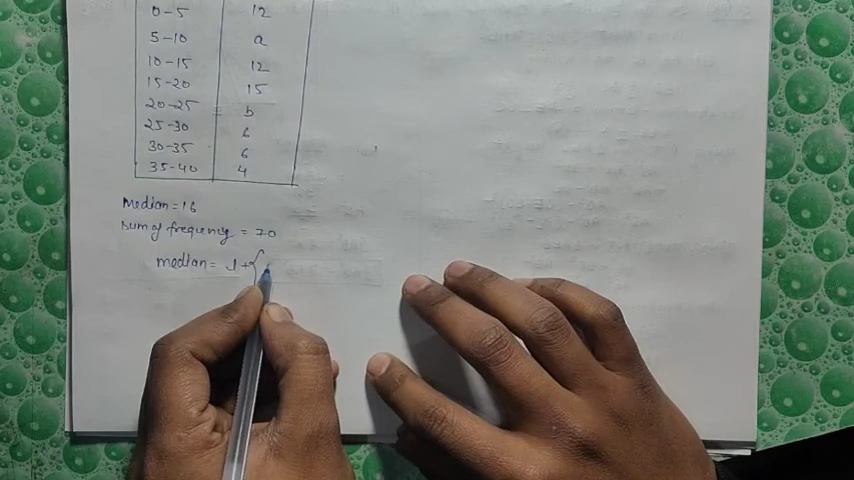 0-5 12
5-10 a
10-15 12
15-20 15
20-25 b
25-30 6
30-35 6
35-40 4
Median = 16
Sum of frequency = 70
median = l + {